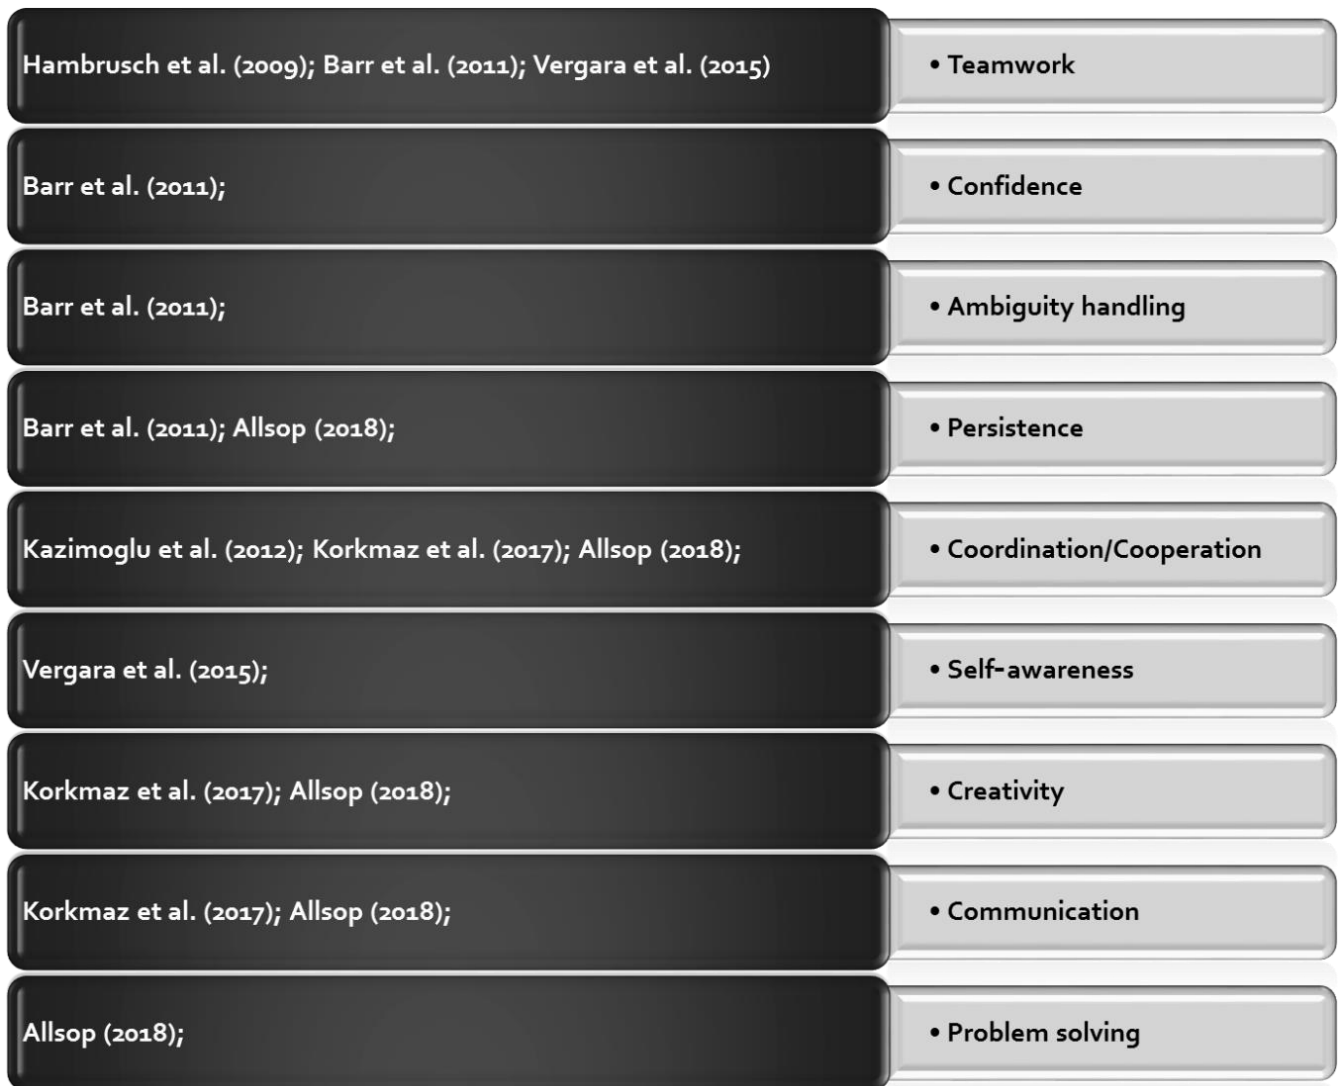 Hambrusch et al. (2009); Barr et al. (2011); Vergara et al. (2015)
• Teamwork
Barr et al. (2011);
• Confidence
Barr et al. (2011);
• Ambiguity handling
Barr et al. (2011); Allsop (2018);
• Persistence
Kazimoglu et al. (2012); Korkmaz et al. (2017); Allsop (2018);
• Coordination/Cooperation
Vergara et al. (2015);
• Self-awareness
Korkmaz et al. (2017); Allsop (2018);
• Creativity
Korkmaz et al. (2017); Allsop (2018);
• Communication
Allsop (2018);
• Problem solving